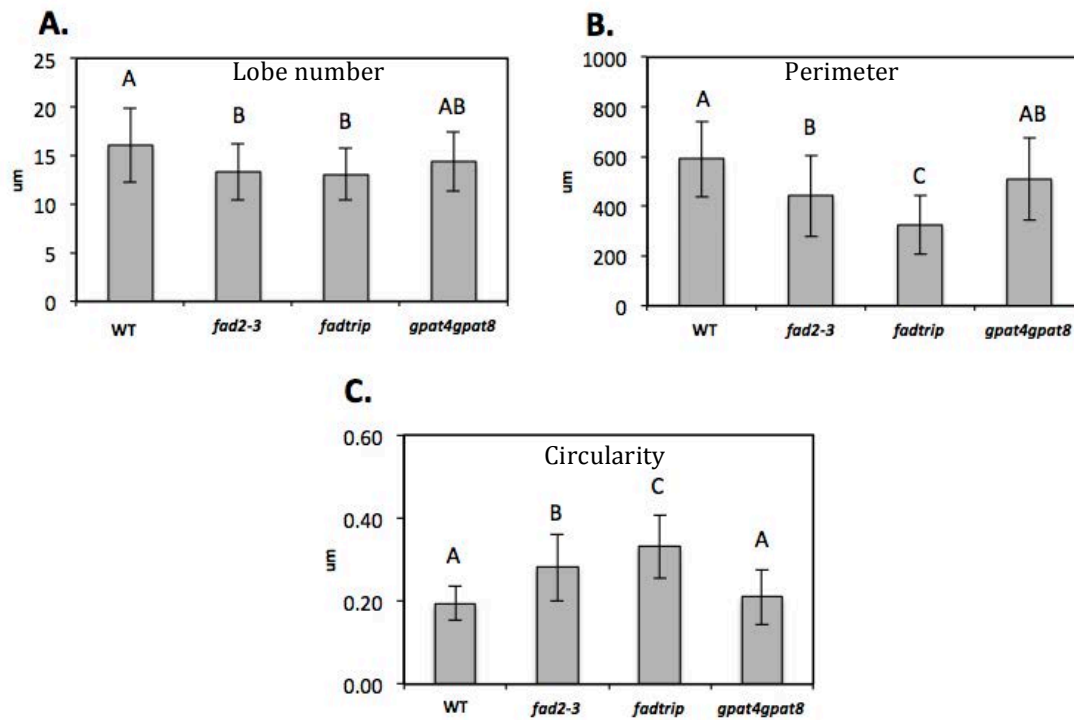 A.
Lobe number
25
20
15
10
5
0
um
A
B
B
AB
WT
fad2-3
fadtrip
gpat4gpat8
B.
Perimeter
1000
800
600
400
200
0
um
A
B
C
AB
WT
fad2-3
fadtrip
gpat4gpat8
C.
Circularity
0.60
0.40
0.20
0.00
um
A
B
C
A
WT
fad2-3
fadtrip
gpat4gpat8